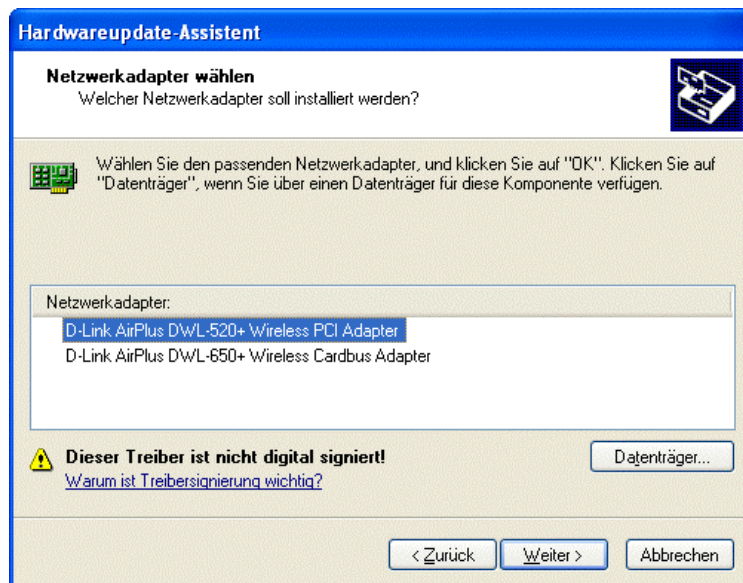 Hardwareupdate-Assistent
Netzwerkadapter wählen
Welcher Netzwerkadapter soll installiert werden?
Wählen Sie den passenden Netzwerkadapter, und klicken Sie auf "OK". Klicken Sie auf
"Datenträger", wenn Sie über einen Datenträger für diese Komponente verfügen.
Netzwerkadapter:
D-Link AirPlus DWL-520+ Wireless PCI Adapter
D-Link AirPlus DWL-650+ Wireless Cardbus Adapter
Dieser Treiber ist nicht digital signiert!
Datenträger...
Warum ist Treibersignierung wichtig?
< Zurück
Weiter >
Abbrechen